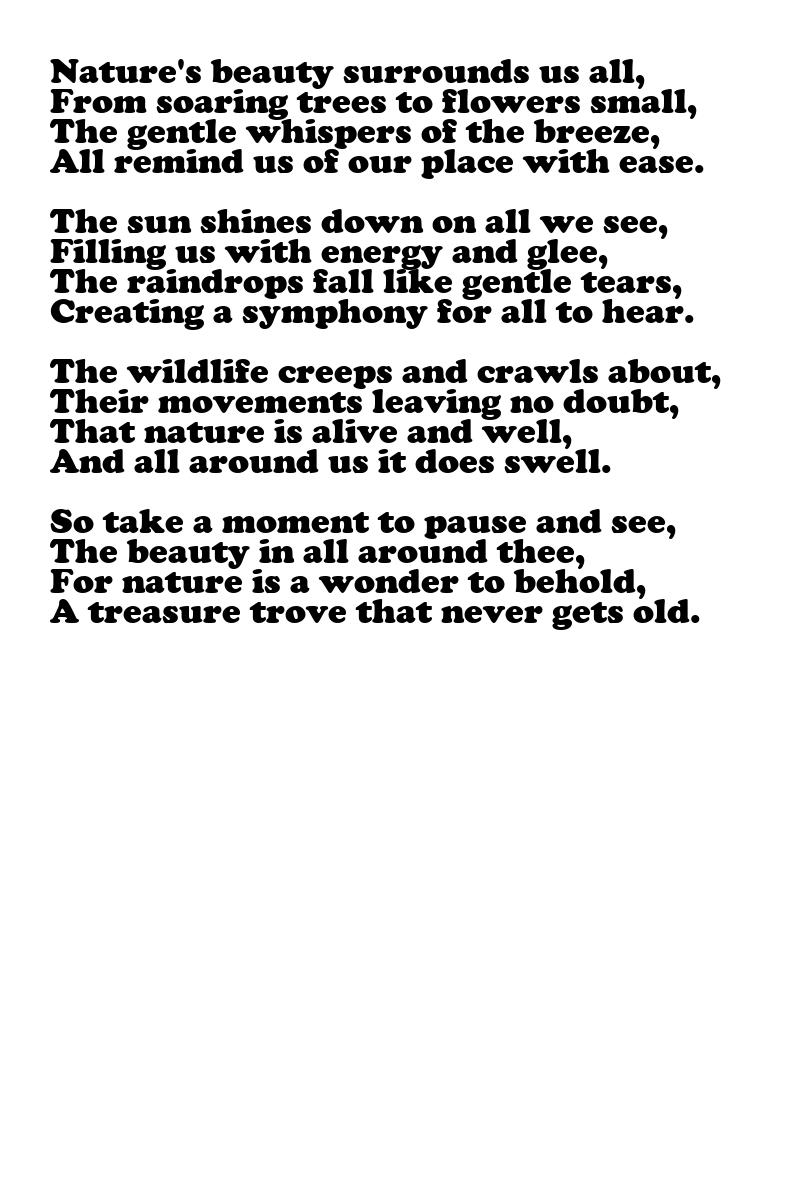 Nature's beauty surrounds us all,
From soaring trees to flowers small,
The gentle whispers of the breeze,
All remind us of our place with ease.

The sun shines down on all we see,
Filling us with energy and glee,
The raindrops fall like gentle tears,
Creating a symphony for all to hear.

The wildlife creeps and crawls about,
Their movements leaving no doubt,
That nature is alive and well,
And all around us it does swell.

So take a moment to pause and see,
The beauty in all around thee,
For nature is a wonder to behold,
A treasure trove that never gets old.